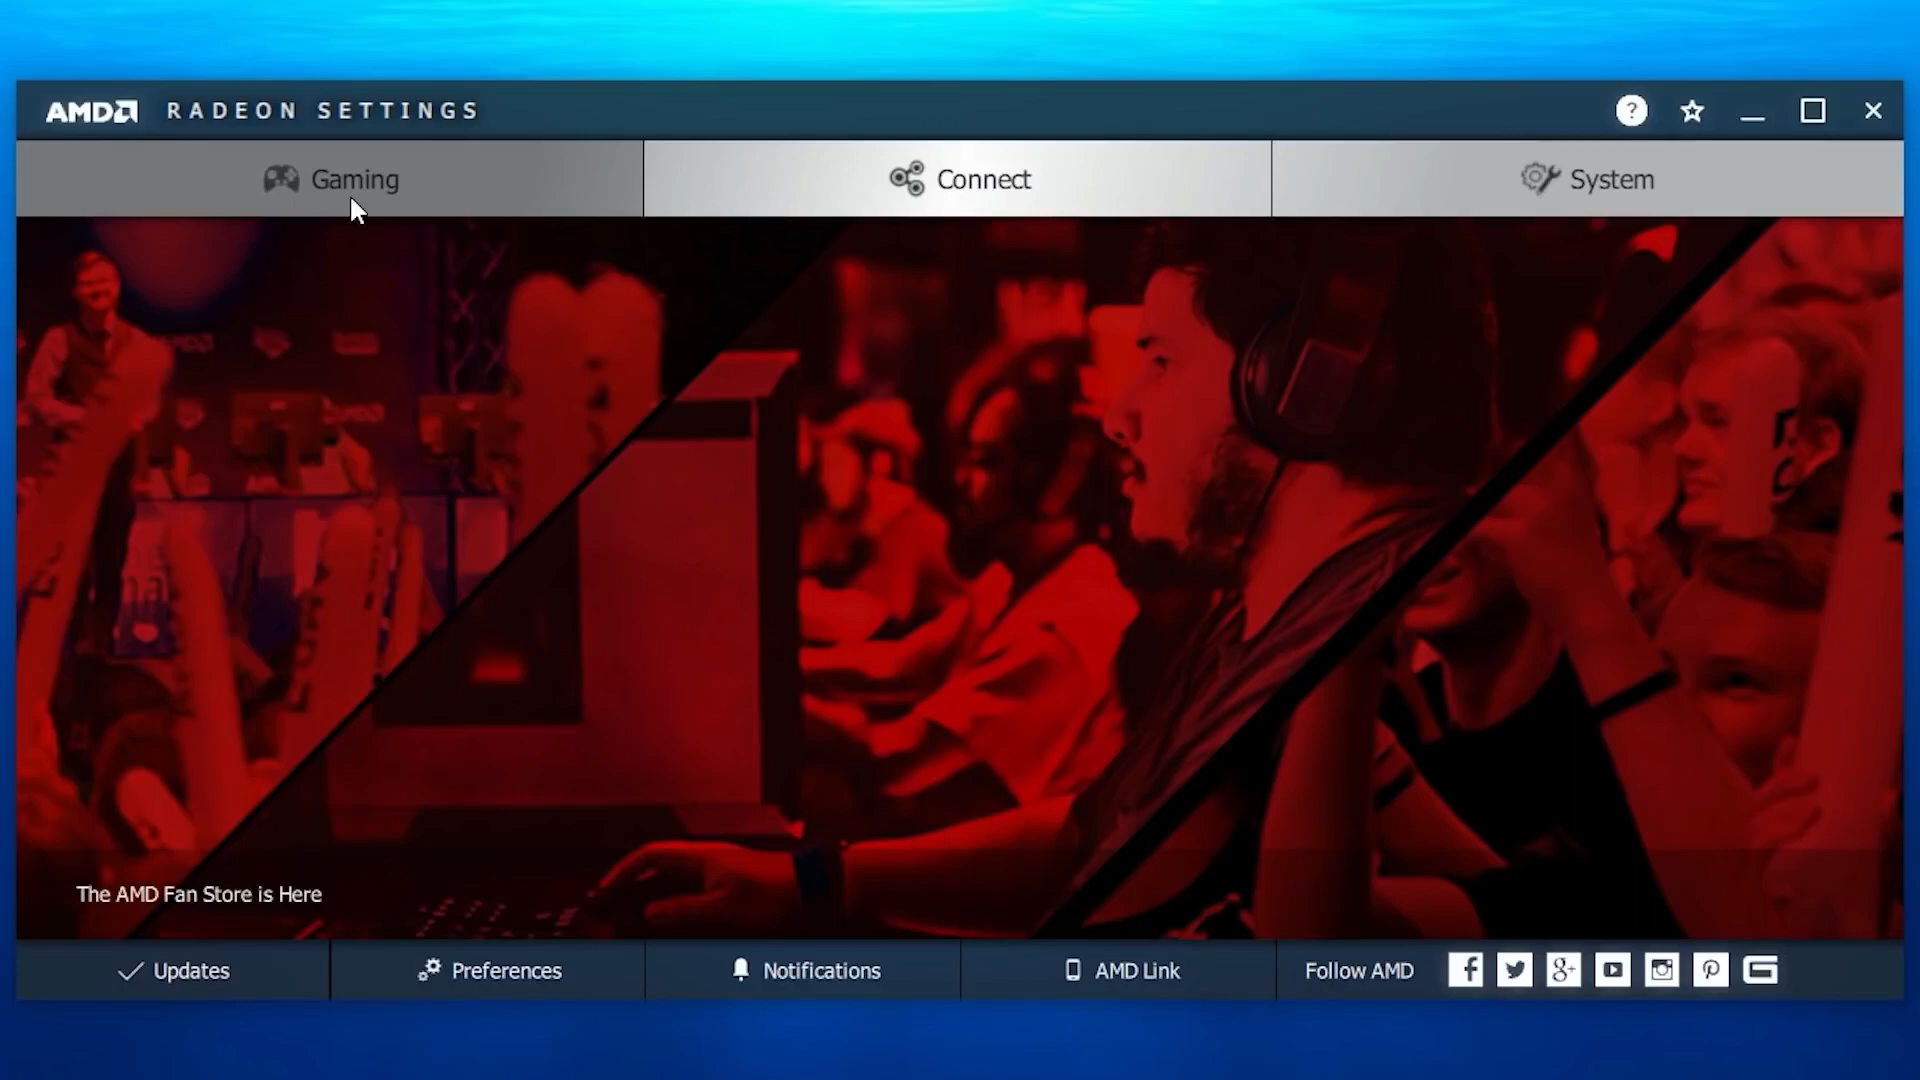 AMD RADEON SETTINGS
?
Gaming
Connect
System
The AMD Fan Store is Here
Updates
Preferences
Notifications
AMD Link
Follow AMD